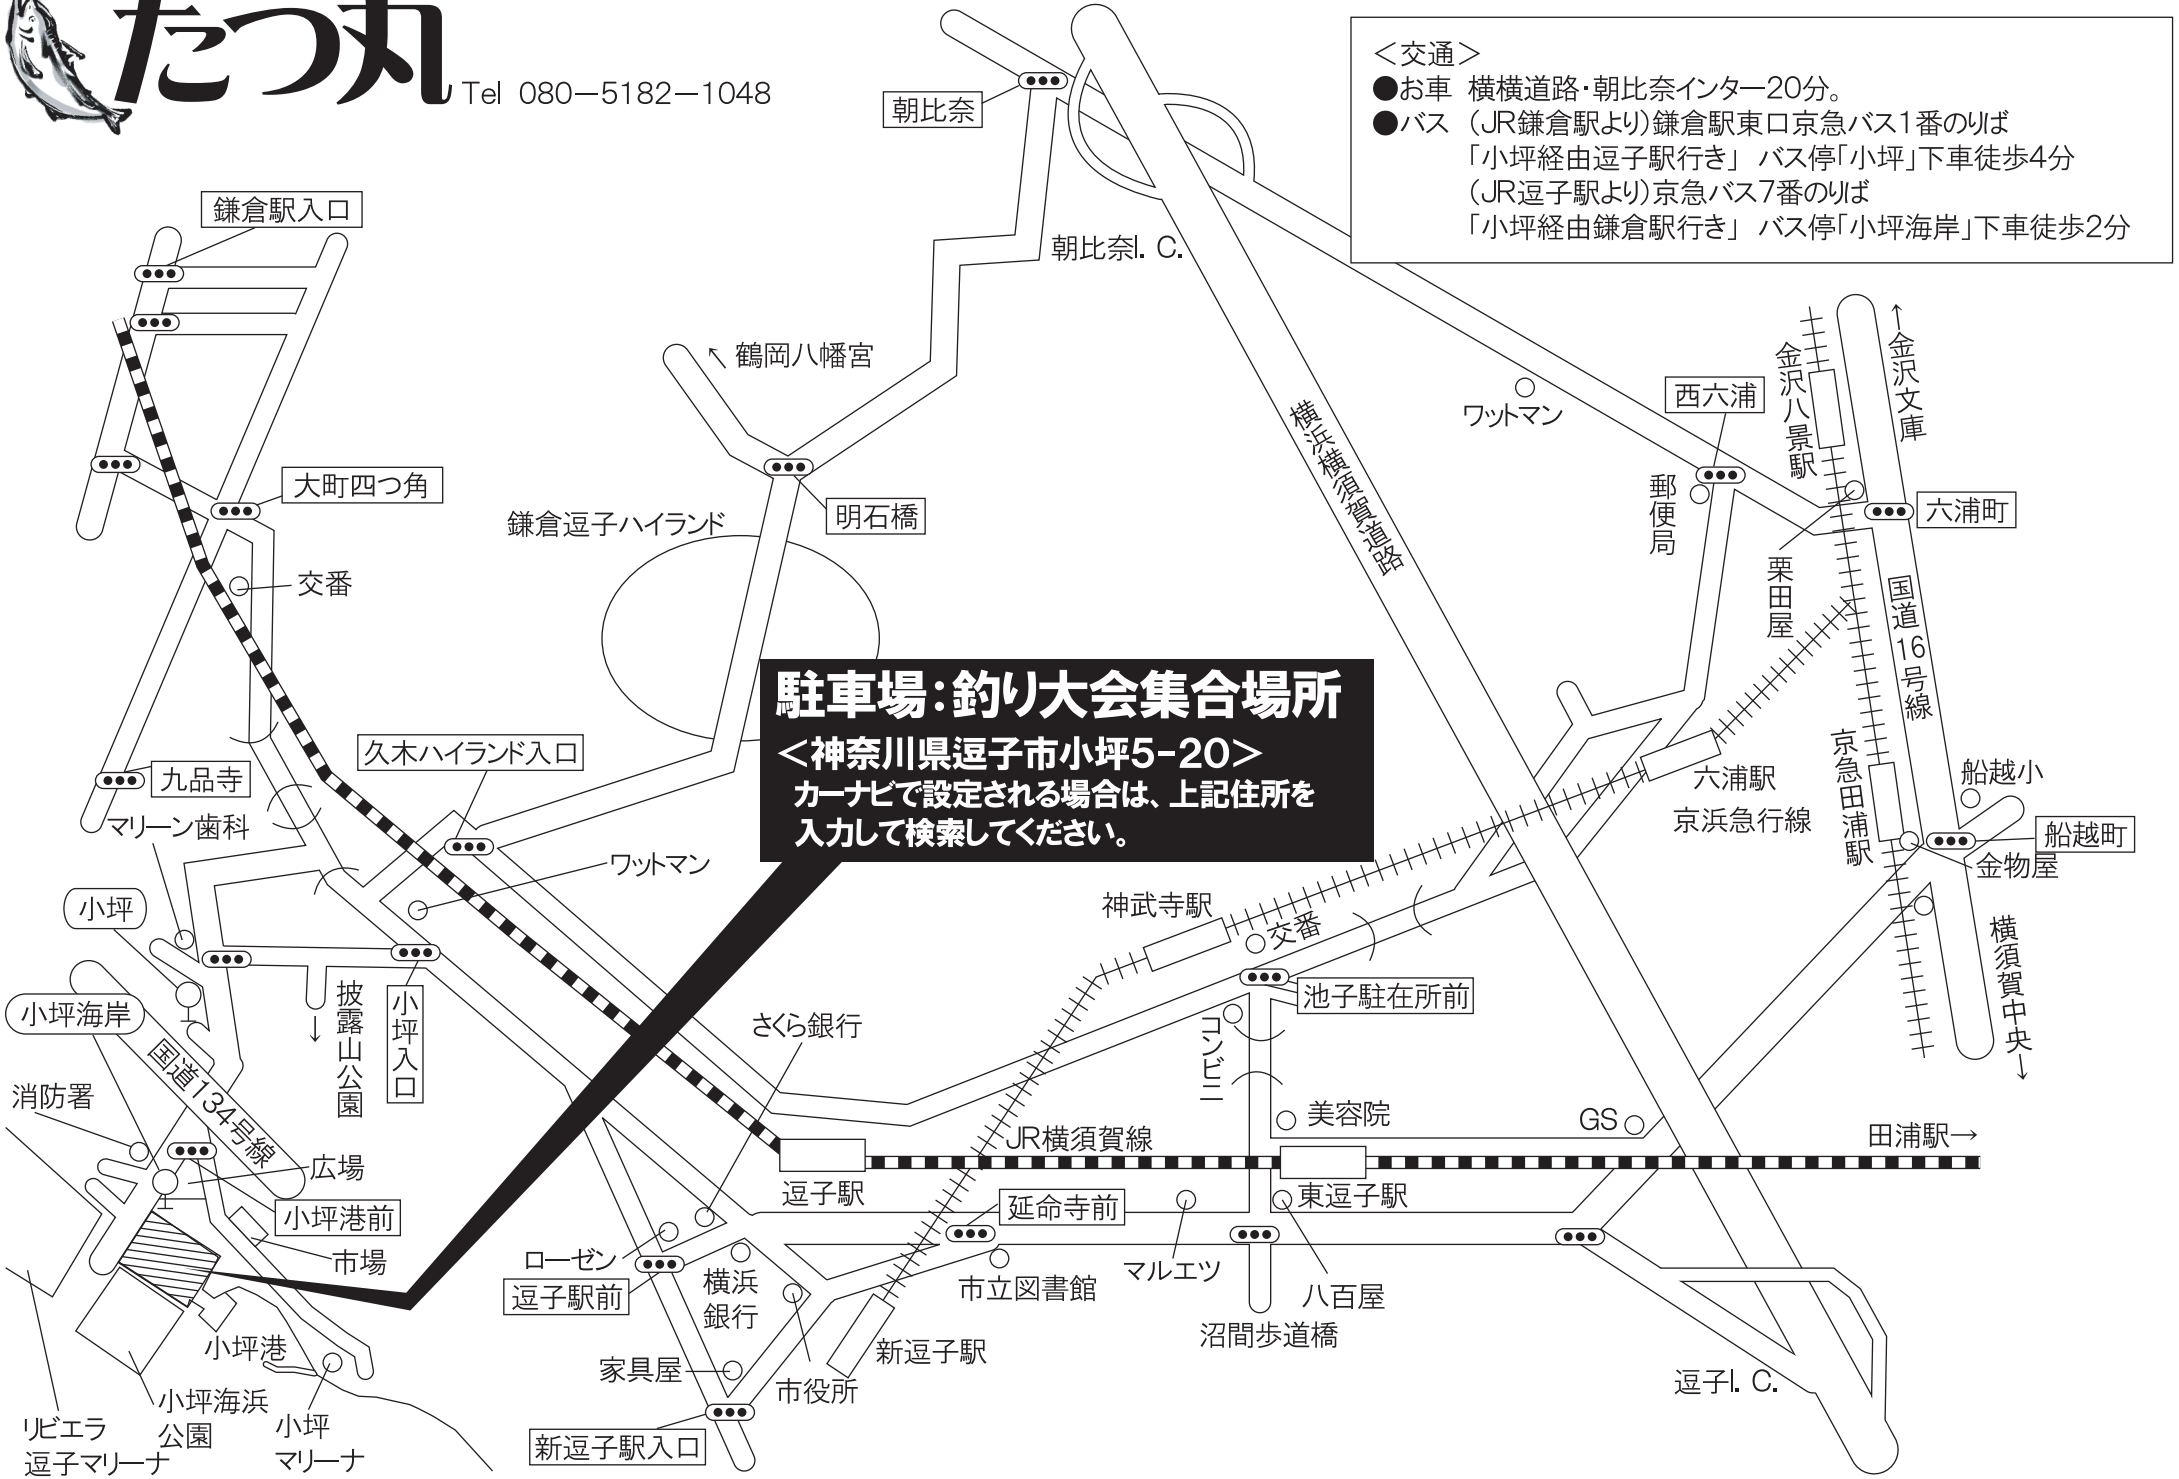 たつ丸
Tel 080−5182−1048
＜交通＞
●お車 横横道路･朝比奈インター20分。
●バス （JR鎌倉駅より）鎌倉駅東口京急バス1番のりば
「小坪経由逗子駅行き」 バス停「小坪」下車徒歩4分
（JR逗子駅より）京急バス7番のりば
「小坪経由鎌倉駅行き」 バス停「小坪海岸」下車徒歩2分
朝比奈
鎌倉駅入口
朝比奈I. C.
↖ 鶴岡八幡宮
ワットマン
西六浦
金沢八景駅
←金沢文庫
横浜横須賀道路
大町四つ角
明石橋
鎌倉逗子ハイランド
郵便局
六浦町
栗田屋
国道16号線
交番
駐車場：釣り大会集合場所
＜神奈川県逗子市小坪5−20＞
カーナビで設定される場合は、上記住所を
入力して検索してください。
久木ハイランド入口
九品寺
マリーン歯科
六浦駅
京浜急行線
京急田浦駅
船越小
船越町
金物屋
ワットマン
小坪
神武寺駅
交番
横須賀中央→
小坪海岸
披露山公園
↓
小坪入口
池子駐在所前
さくら銀行
コンビニ
国道134号線
消防署
美容院
GS
JR横須賀線
田浦駅→
広場
逗子駅
東逗子駅
小坪港前
延命寺前
市場
ローゼン
逗子駅前
横浜
銀行
市立図書館
マルエツ
八百屋
沼間歩道橋
小坪港
新逗子駅
家具屋
市役所
逗子I. C.
小坪海浜
公園
リビエラ
逗子マリーナ
小坪
マリーナ
新逗子駅入口